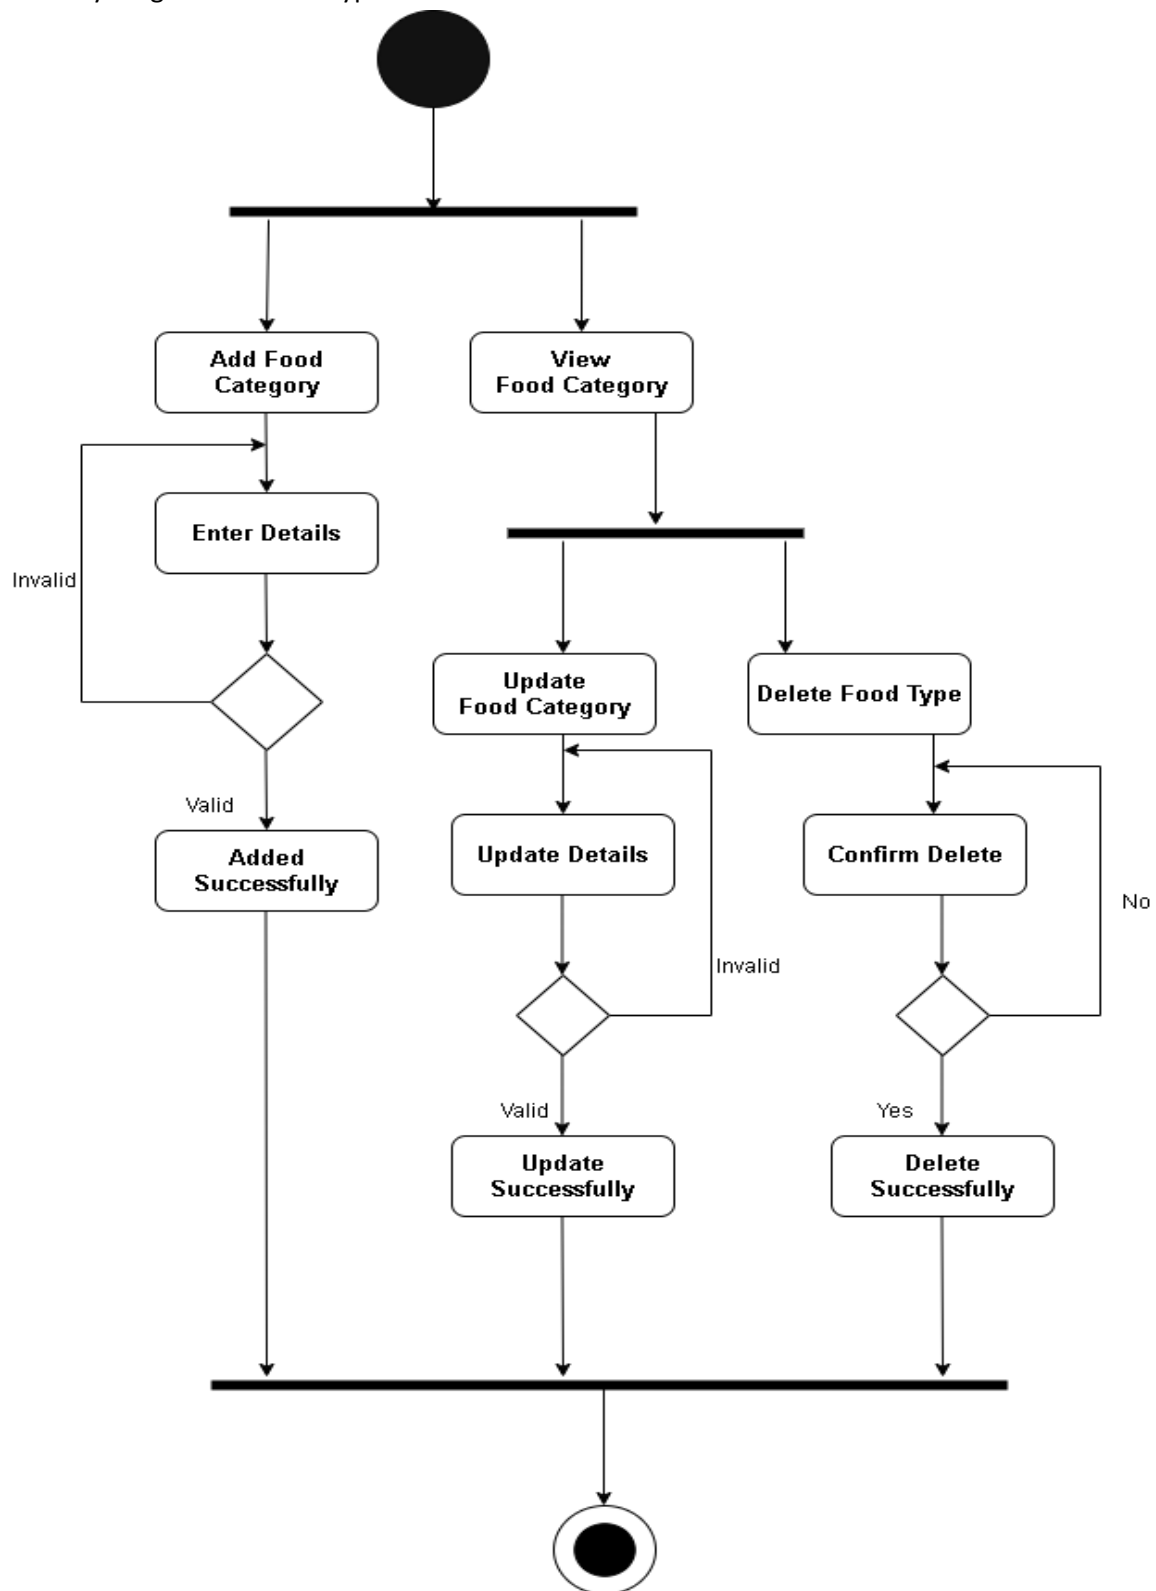 Add Food
Category
View
Food Category
Enter Details
Invalid
Update
Food Category
Delete Food Type
Valid
Added
Successfully
Update Details
Confirm Delete
No
Invalid
Valid
Yes
Update
Successfully
Delete
Successfully